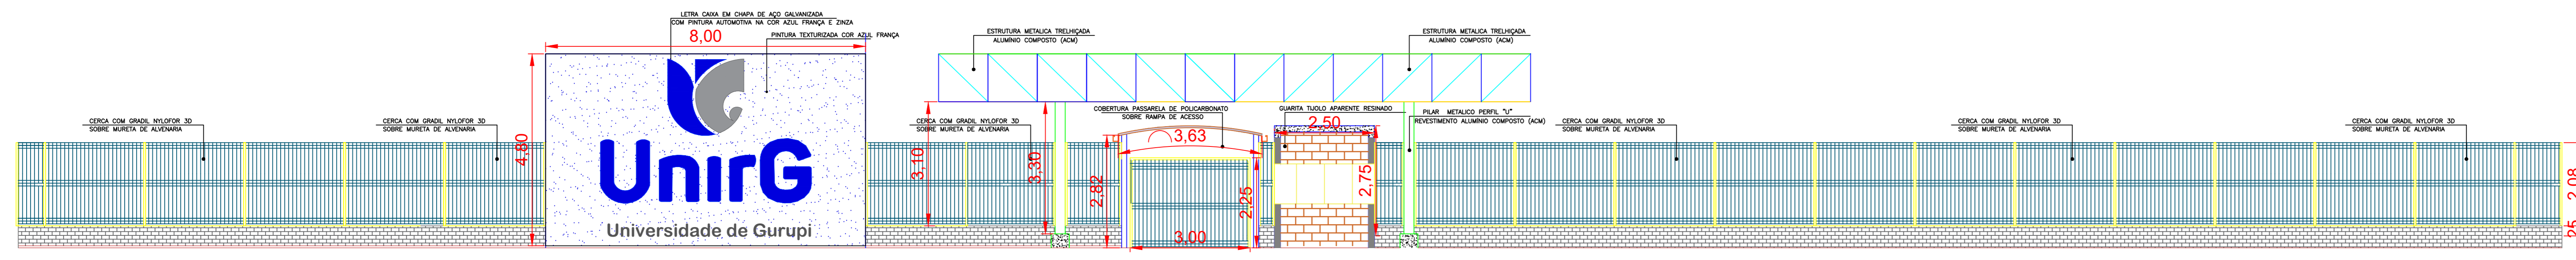 LETRA CAIXA EM CHAPA DE AÇO GALVANIZADA
COM PINTURA AUTOMOTIVA NA COR AZUL FRANÇA E ZINZA
8,00
PINTURA TEXTURIZADA COR AZUL FRANÇA
ESTRUTURA METALICA TRELHIÇADA
ALUMÍNIO COMPOSTO (ACM)
ESTRUTURA METALICA TRELHIÇADA
ALUMÍNIO COMPOSTO (ACM)
CERCA COM GRADIL NYLOFOR 3D
SOBRE MURETA DE ALVENARIA
CERCA COM GRADIL NYLOFOR 3D
SOBRE MURETA DE ALVENARIA
4,80
UnirG
Universidade de Gurupi
CERCA COM GRADIL NYLOFOR 3D
SOBRE MURETA DE ALVENARIA
3,10
3,30
COBERTURA PASSARELA DE POLICARBONATO
SOBRE RAMPA DE ACESSO
3,63
2,82
2,25
3,00
GUARITA TIJOLO APARENTE RESINADO
2,50
2,75
PILAR METALICO PERFIL "U"
REVESTIMENTO ALUMÍNIO COMPOSTO (ACM)
CERCA COM GRADIL NYLOFOR 3D
SOBRE MURETA DE ALVENARIA
CERCA COM GRADIL NYLOFOR 3D
SOBRE MURETA DE ALVENARIA
CERCA COM GRADIL NYLOFOR 3D
SOBRE MURETA DE ALVENARIA
2,08